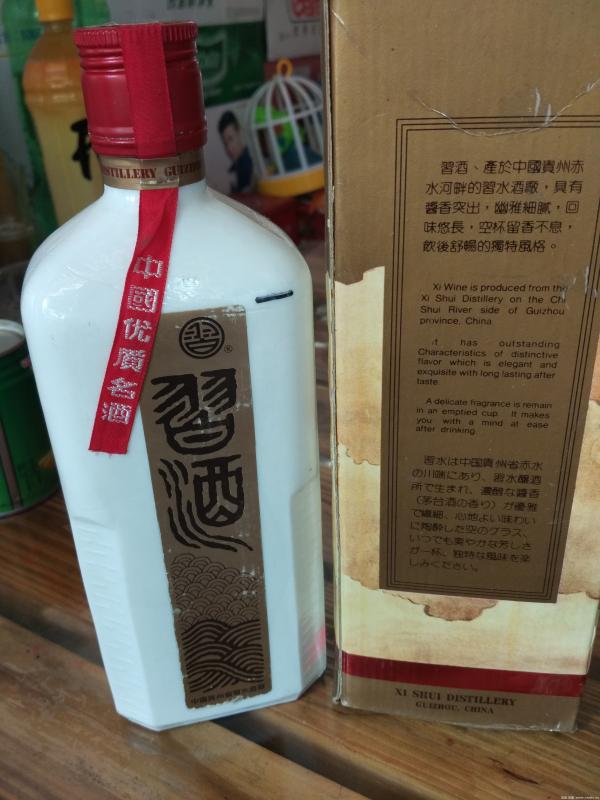 DISTILLERY GUIZHOU
中國优质名酒
習
®
習酒
習酒、產於中國貴州赤
水河畔的習水酒廠，具有
醬香突出，幽雅細膩，回
味悠長，空杯留香不息，
飲後舒暢的獨特風格。
Xi Wine is produced from the
Xi Shui Distillery on the Chi
Shui River side of Guizhou
province, China
it has outstanding
Characteristics of distinctive
flavor which is elegant and
exquisite with long lasting after
taste.
A delicate fragrance is remain
in an emptied cup. It makes
you with a mind at ease
after drinking.
習水は中国貴州省赤水
の川端にあり、習水醸酒
所で生まれ、濃醇な醬香
（茅台酒の香り）が優雅
で繊細、心地よい味わい
に陶酔した空のグラス、
いつでも爽やかな芳しさ
が一杯、独特な風味を楽
しみください。
XI SHUI DISTILLERY
GUIZHOU, CHINA